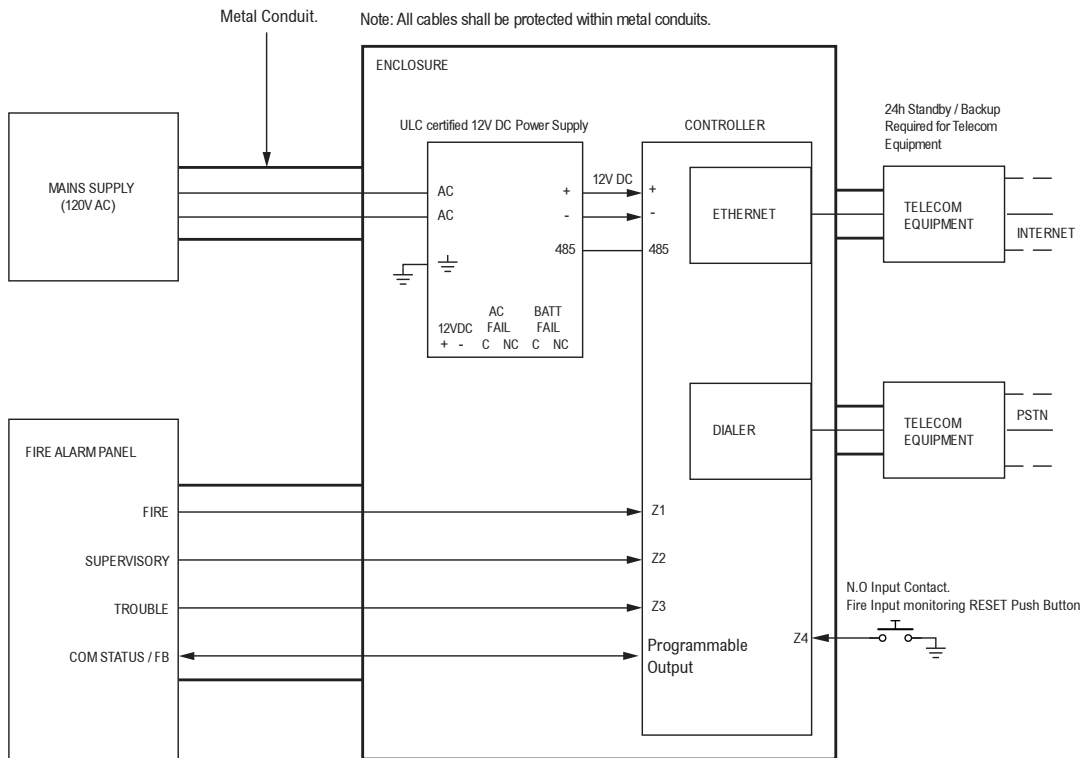 Metal Conduit.
Note: All cables shall be protected within metal conduits.
ENCLOSURE
MAINS SUPPLY
(120V AC)
ULC certified 12V DC Power Supply
AC
AC
+
-
485
12VDC
+ -
AC
FAIL
C NC
BATT
FAIL
C NC
12V DC
CONTROLLER
+
-
485
ETHERNET
24h Standby / Backup
Required for Telecom
Equipment
TELECOM
EQUIPMENT
INTERNET
DIALER
TELECOM
EQUIPMENT
PSTN
FIRE ALARM PANEL
FIRE
SUPERVISORY
TROUBLE
COM STATUS / FB
Z1
Z2
Z3
Programmable
Output
Z4
N.O Input Contact.
Fire Input monitoring RESET Push Button